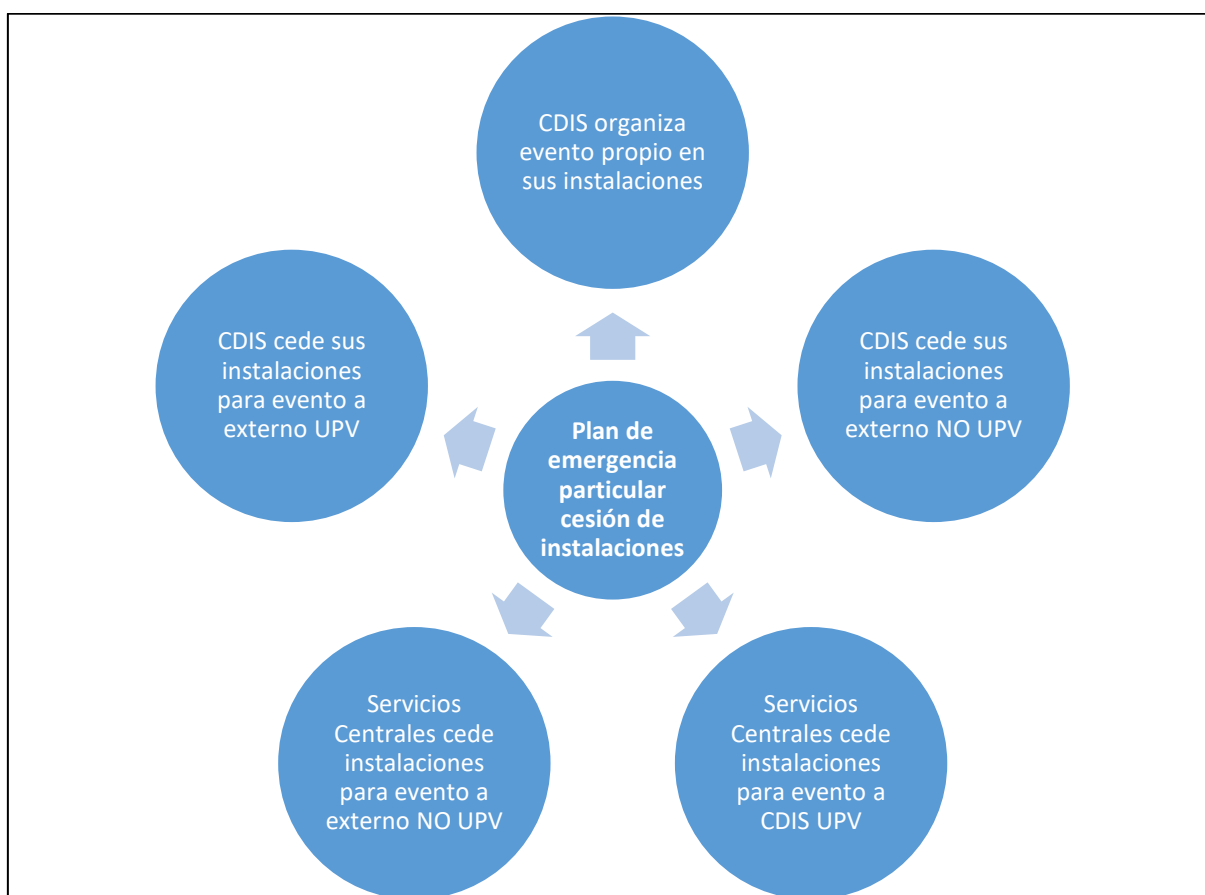 CDIS organiza
evento propio en
sus instalaciones
CDIS cede sus
instalaciones
para evento a
externo UPV
CDIS cede sus
instalaciones
para evento a
externo NO UPV
Plan de
emergencia
particular
cesión de
instalaciones
Servicios
Centrales cede
instalaciones
para evento a
externo NO UPV
Servicios
Centrales cede
instalaciones
para evento a
CDIS UPV